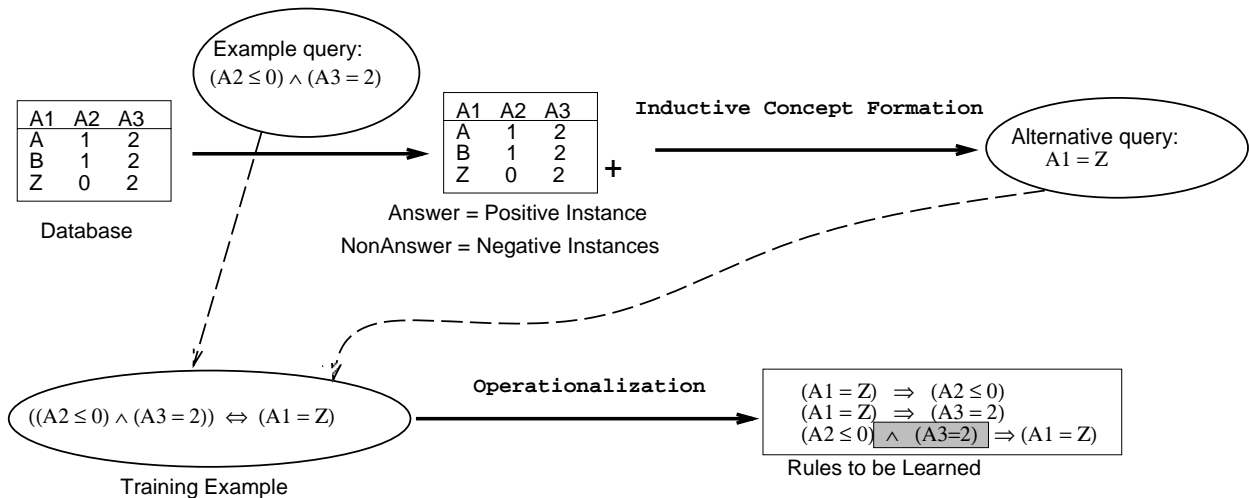 Example query:
(A2 ≤ 0) ∧ (A3 = 2)
A1 A2 A3
A 1 2
B 1 2
Z 0 2
Database
A1 A2 A3
A 1 2
B 1 2
Z 0 2
+
Answer = Positive Instance
NonAnswer = Negative Instances
Inductive Concept Formation
Alternative query:
A1 = Z
((A2 ≤ 0) ∧ (A3 = 2)) ⇔ (A1 = Z)
Training Example
Operationalization
(A1 = Z) ⇒ (A2 ≤ 0)
(A1 = Z) ⇒ (A3 = 2)
(A2 ≤ 0) ∧ (A3=2) ⇒ (A1 = Z)
Rules to be Learned